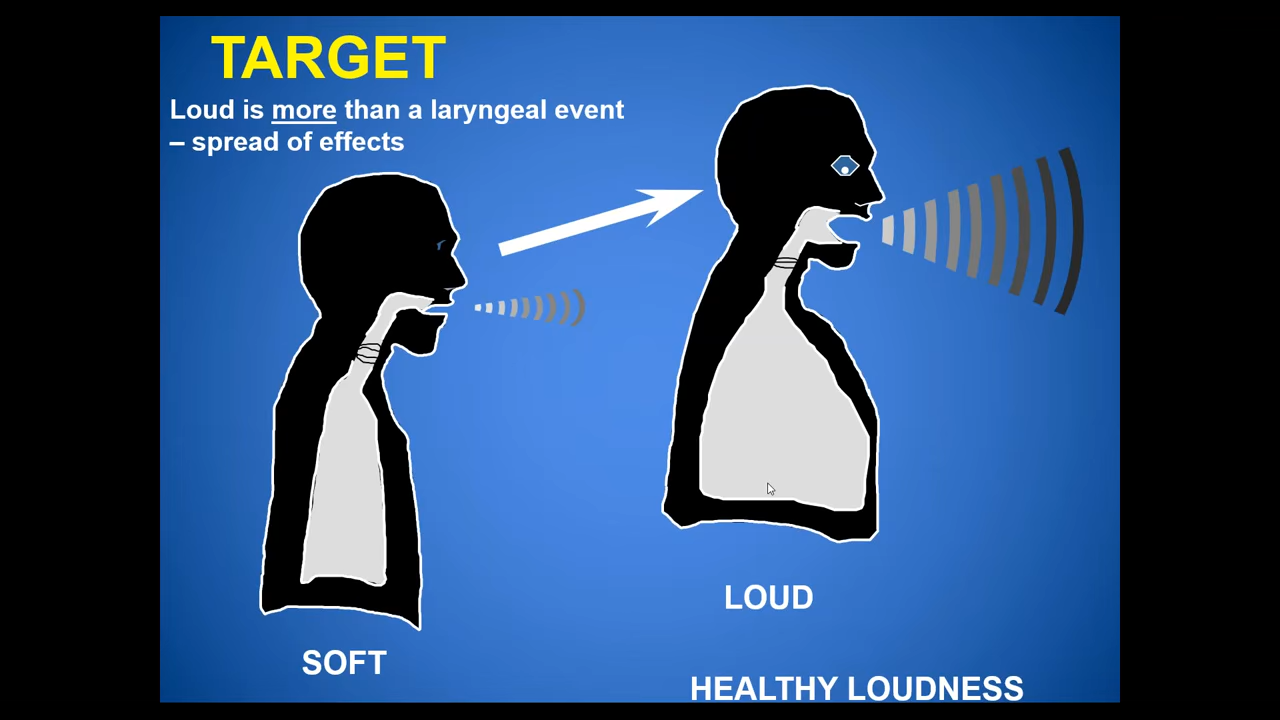 TARGET
Loud is more than a laryngeal event
– spread of effects
LOUD
SOFT
HEALTHY LOUDNESS